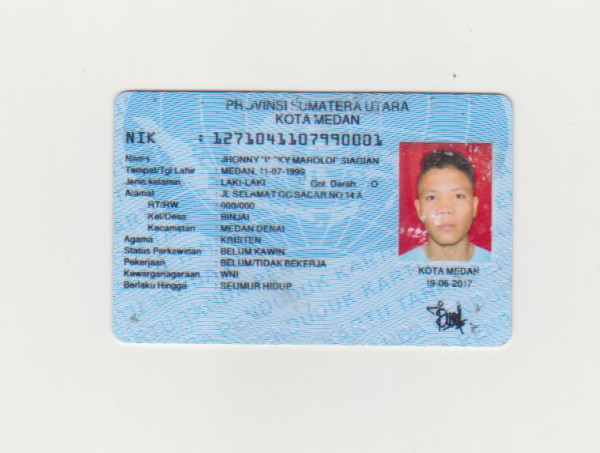 PROVINSI SUMATERA UTARA
KOTA MEDAN
NIK : 1271041107990001
Nama : JHONNY MAROLOF SIAGIAN
Tempat/Tgl Lahir : MEDAN, 11-07-1999
Jenis kelamin : LAKI-LAKI Gol. Darah : O
Alamat : JL SELAMAT GG SADAR NO 14 A
RT/RW : 000/000
Kel/Desa : BINJAI
Kecamatan : MEDAN DENAI
Agama : KRISTEN
Status Perkawinan : BELUM KAWIN
Pekerjaan : BELUM/TIDAK BEKERJA
Kewarganegaraan : WNI
Berlaku Hingga : SEUMUR HIDUP
KOTA MEDAN
19-06-2017